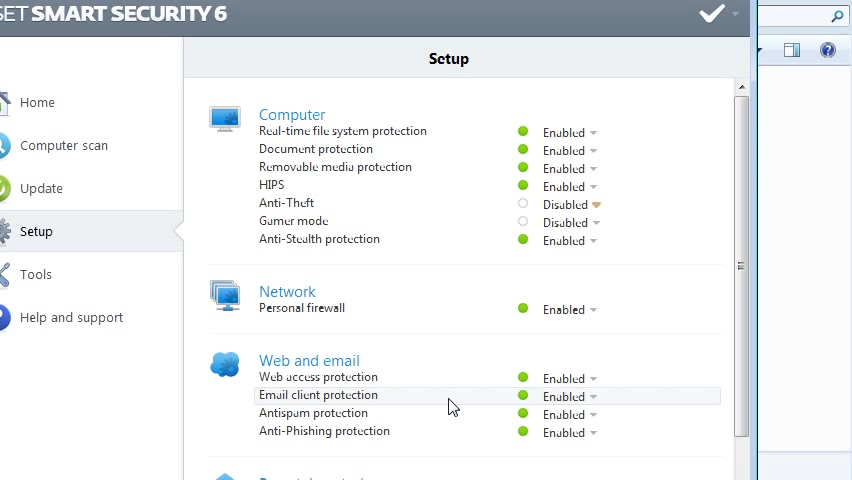 SET SMART SECURITY 6
Setup
Home
Computer scan
Update
Setup
Tools
Help and support
Computer
Real-time file system protection Enabled
Document protection Enabled
Removable media protection Enabled
HIPS Enabled
Anti-Theft Disabled
Gamer mode Disabled
Anti-Stealth protection Enabled
Network
Personal firewall Enabled
Web and email
Web access protection Enabled
Email client protection Enabled
Antispam protection Enabled
Anti-Phishing protection Enabled